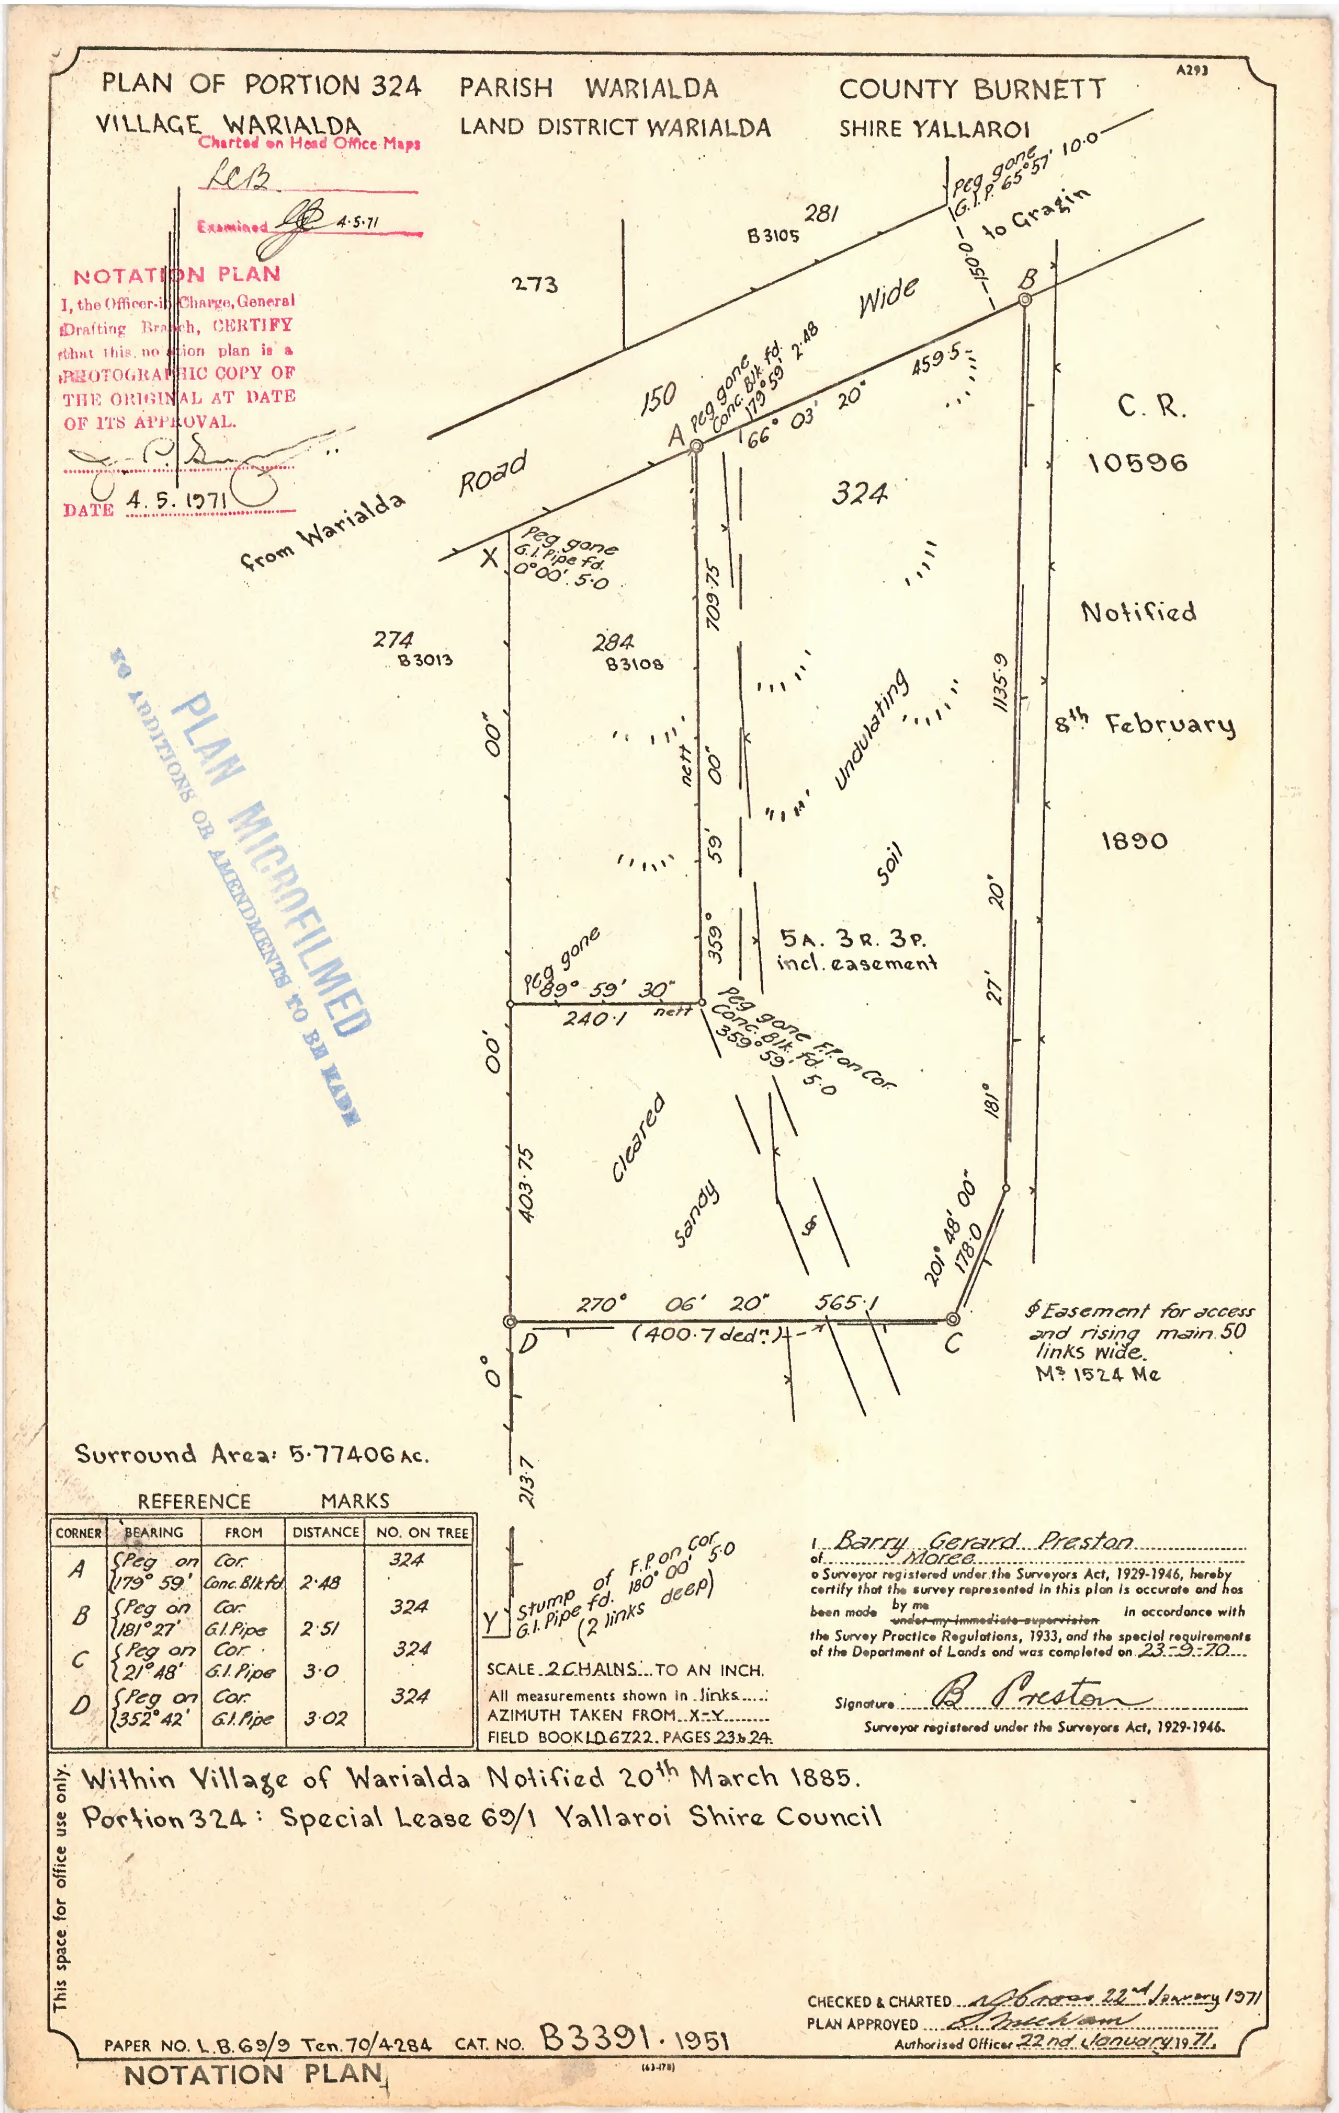 A293
PLAN OF PORTION 324 PARISH WARIALDA COUNTY BURNETT
VILLAGE WARIALDA LAND DISTRICT WARIALDA SHIRE YALLAROI
Charted on Head Office Maps
Examined 4.5.71
NOTATION PLAN
I, the Officer-in Charge, General
Drafting Branch, CERTIFY
that this notation plan is a
PHOTOGRAPHIC COPY OF
THE ORIGINAL AT DATE
OF ITS APPROVAL.
DATE 4.5.1971
Peg gone
G.I.P. 65°57' 10.0
to Gragin
150.0
281
B3105
273
Wide
B
150
Peg gone
Conc. Blk. fd.
179° 59' 2.48
A
66° 03' 20"
459.5
Road
from Warialda
324
C. R.
10596
X
Peg gone
G.I. Pipe fd.
0°00' 5.0
274
B3013
284
B3108
709.75
Notified
8th February
1890
1135.9
00"
nett
00"
59'
359°
Undulating
Soil
20"
27'
181°
5A. 3R. 3P.
incl. easement
Peg gone
89° 59' 30"
240.1 nett
Peg gone F.P. on Cor.
Conc. Blk. fd.
359° 59' 5.0
00'
403.75
Cleared
Sandy
201° 48' 00"
178.0
270° 06' 20" 565.1
(400.7 dedn.)
D
C
0°
$ Easement for access
and rising main 50
links wide.
Ms 1524 Me
PLAN MICROFILMED
NO ADDITIONS OR AMENDMENTS TO BE MADE
213.7
Surround Area: 5.77406 AC.
REFERENCE MARKS
CORNER BEARING FROM DISTANCE NO. ON TREE
A Peg on Cor. 324
179° 59' Conc. Blk fd 2.48
B Peg on Cor. 324
181° 27' G.I. Pipe 2.51
C Peg on Cor. 324
21° 48' G.I. Pipe 3.0
D Peg on Cor. 324
352° 42' G.I. Pipe 3.02
Y
Stump of F.P. on Cor.
G.I. Pipe fd. 180° 00' 5.0
(2 links deep)
SCALE 2 CHAINS TO AN INCH.
All measurements shown in links
AZIMUTH TAKEN FROM X-Y
FIELD BOOK L.D.6722. PAGES 23 & 24.
I Barry Gerard Preston
of Moree
a Surveyor registered under the Surveyors Act, 1929-1946, hereby
certify that the survey represented in this plan is accurate and has
been made by me under my immediate supervision in accordance with
the Survey Practice Regulations, 1933, and the special requirements
of the Department of Lands and was completed on 23-9-70
Signature B Preston
Surveyor registered under the Surveyors Act, 1929-1946.
This space for office use only.
Within Village of Warialda Notified 20th March 1885.
Portion 324: Special Lease 69/1 Yallaroi Shire Council
CHECKED & CHARTED 22nd January 1971
PLAN APPROVED
Authorised Officer 22nd January 1971.
PAPER NO. L.B.69/9 Ten. 70/4284 CAT. NO. B3391.1951
NOTATION PLAN